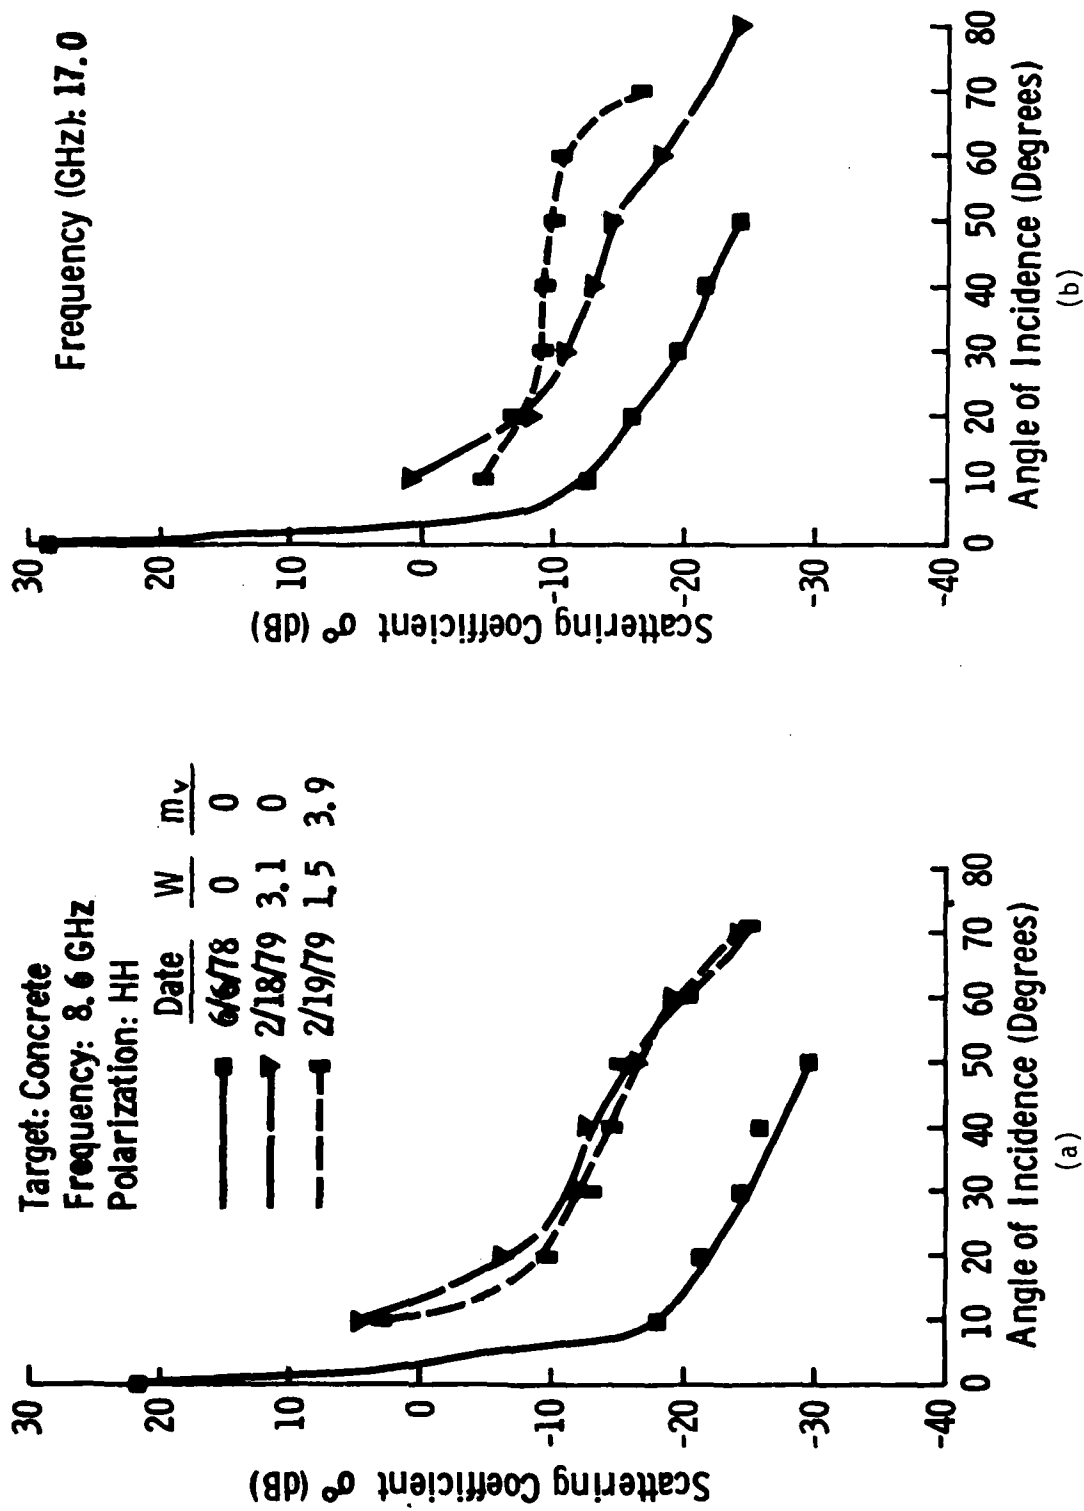 Target: Concrete
Frequency: 8.6 GHz
Polarization: HH
Date W mv
6/6/78 0 0
2/18/79 3.1 0
2/19/79 1.5 3.9
30
20
10
0
-10
-20
-30
-40
Scattering Coefficient σ° (dB)
0 10 20 30 40 50 60 70 80
Angle of Incidence (Degrees)
(a)
Frequency (GHz): 17.0
30
20
10
0
-10
-20
-30
-40
Scattering Coefficient σ° (dB)
0 10 20 30 40 50 60 70 80
Angle of Incidence (Degrees)
(b)